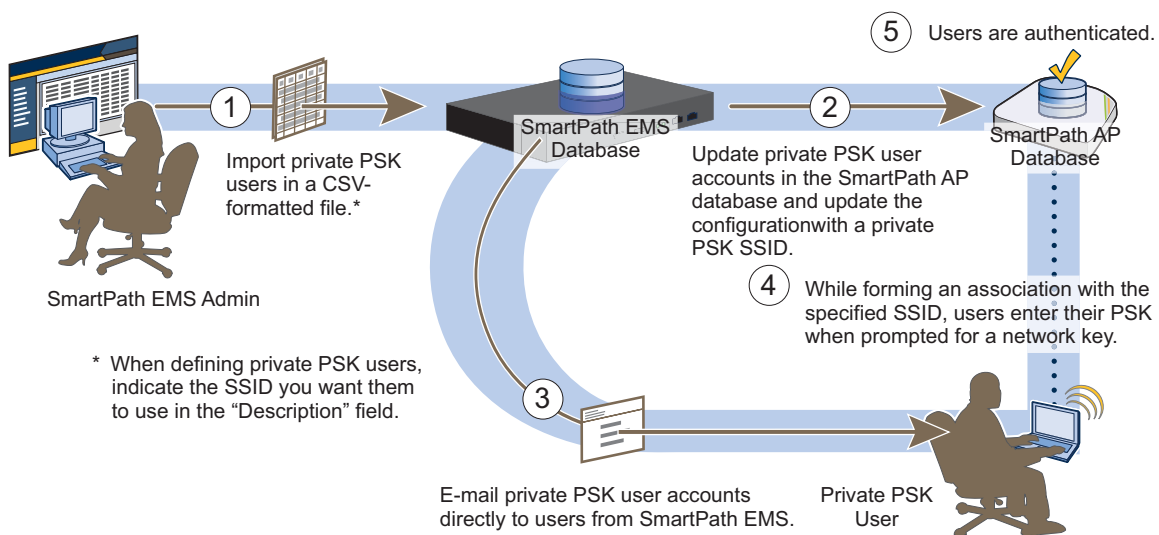 5
Users are authenticated.
1
2
SmartPath EMS
Database
SmartPath AP
Database
Import private PSK
users in a CSV-
formatted file.*
Update private PSK user
accounts in the SmartPath AP
database and update the
configurationwith a private
PSK SSID.
SmartPath EMS Admin
4
While forming an association with the
specified SSID, users enter their PSK
when prompted for a network key.
* When defining private PSK users,
indicate the SSID you want them
to use in the “Description” field.
3
E-mail private PSK user accounts
directly to users from SmartPath EMS.
Private PSK
User